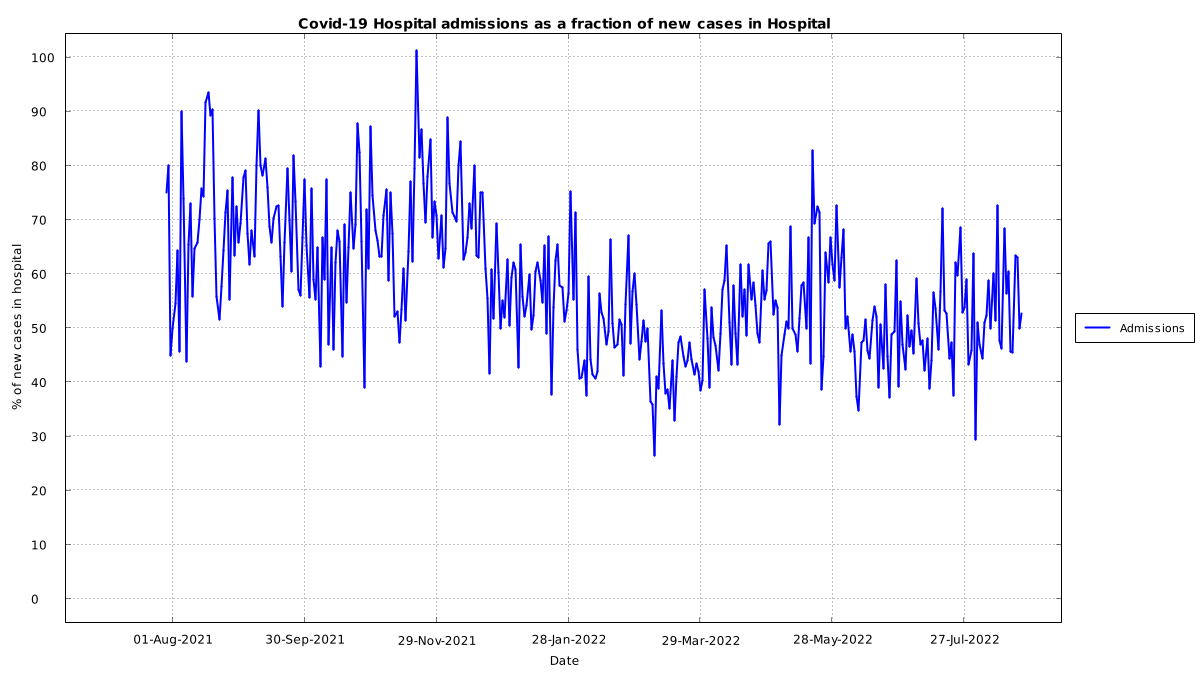 Covid-19 Hospital admissions as a fraction of new cases in Hospital
% of new cases in hospital
100
90
80
70
60
50
40
30
20
10
0
01-Aug-2021 30-Sep-2021 29-Nov-2021 28-Jan-2022 29-Mar-2022 28-May-2022 27-Jul-2022
Date
Admissions